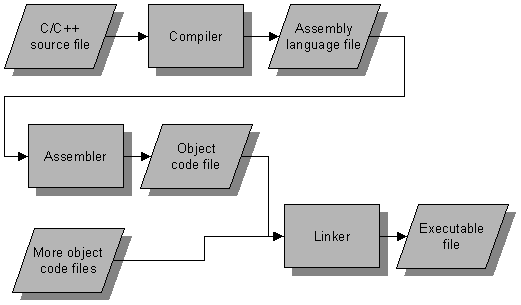 C/C++
source file
Compiler
Assembly
language file
Assembler
Object
code file
More object
code files
Linker
Executable
file